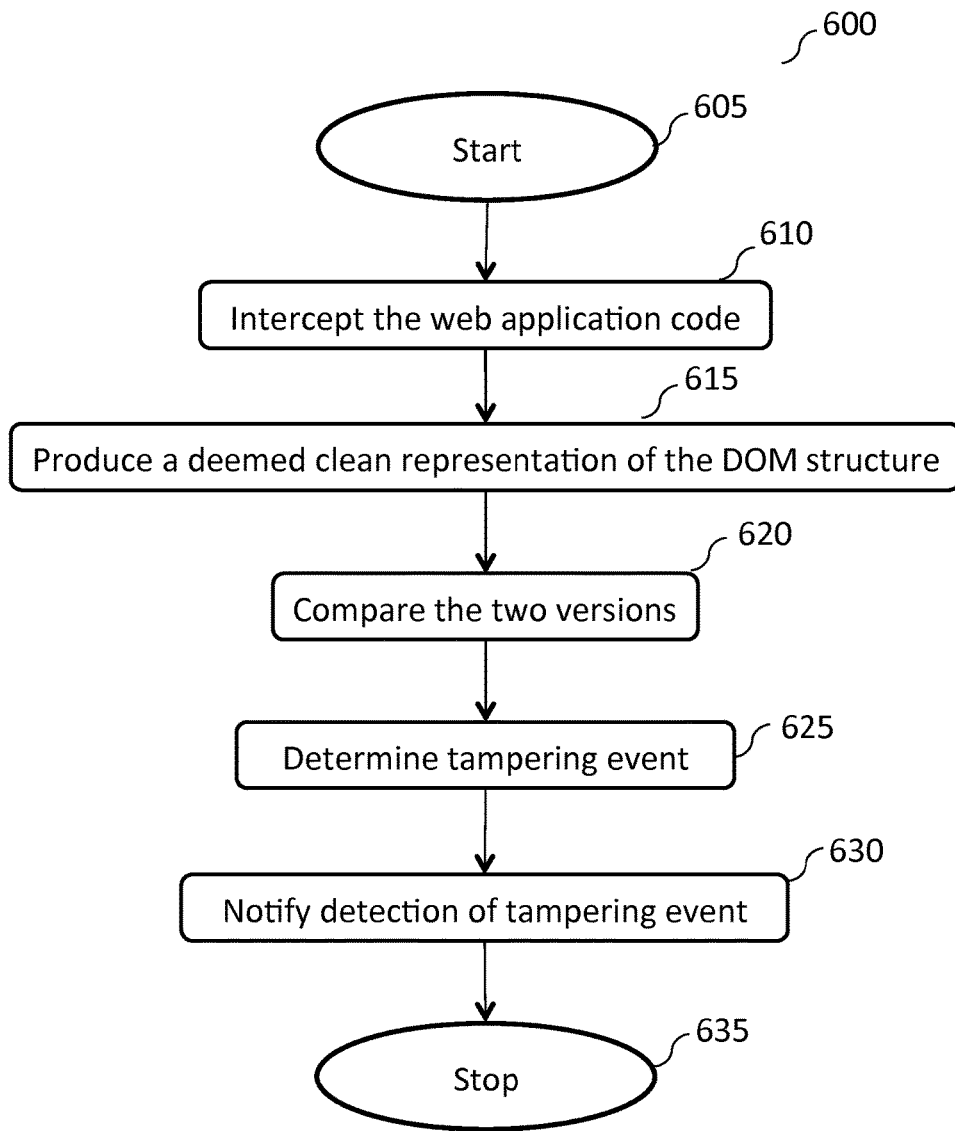 600
605
Start
610
Intercept the web application code
615
Produce a deemed clean representation of the DOM structure
620
Compare the two versions
625
Determine tampering event
630
Notify detection of tampering event
635
Stop